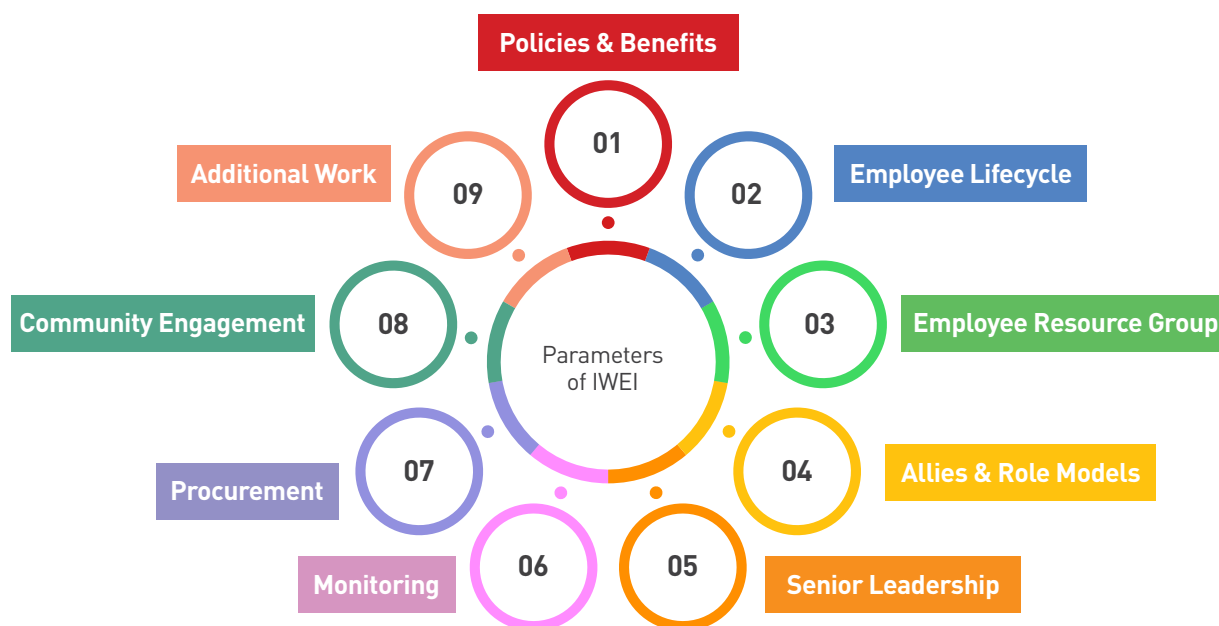 Policies & Benefits
01
Employee Lifecycle
02
Employee Resource Group
03
Allies & Role Models
04
Senior Leadership
05
Monitoring
06
Procurement
07
Community Engagement
08
Additional Work
09
Parameters
of IWEI